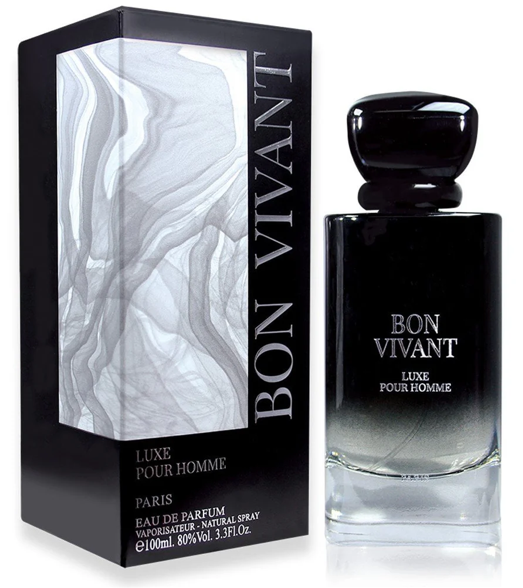 BON VIVANT
LUXE
POUR HOMME
PARIS
EAU DE PARFUM
VAPORISATEUR - NATURAL SPRAY
℮100ml. 80%Vol. 3.3Fl.Oz.
BON
VIVANT
LUXE
POUR HOMME